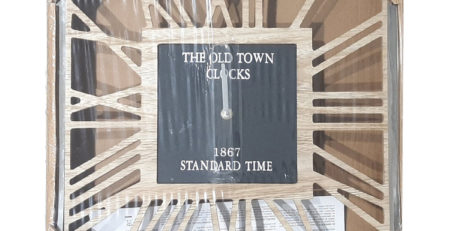 THE OLD TOWN
CLOCKS
1867
STANDARD TIME